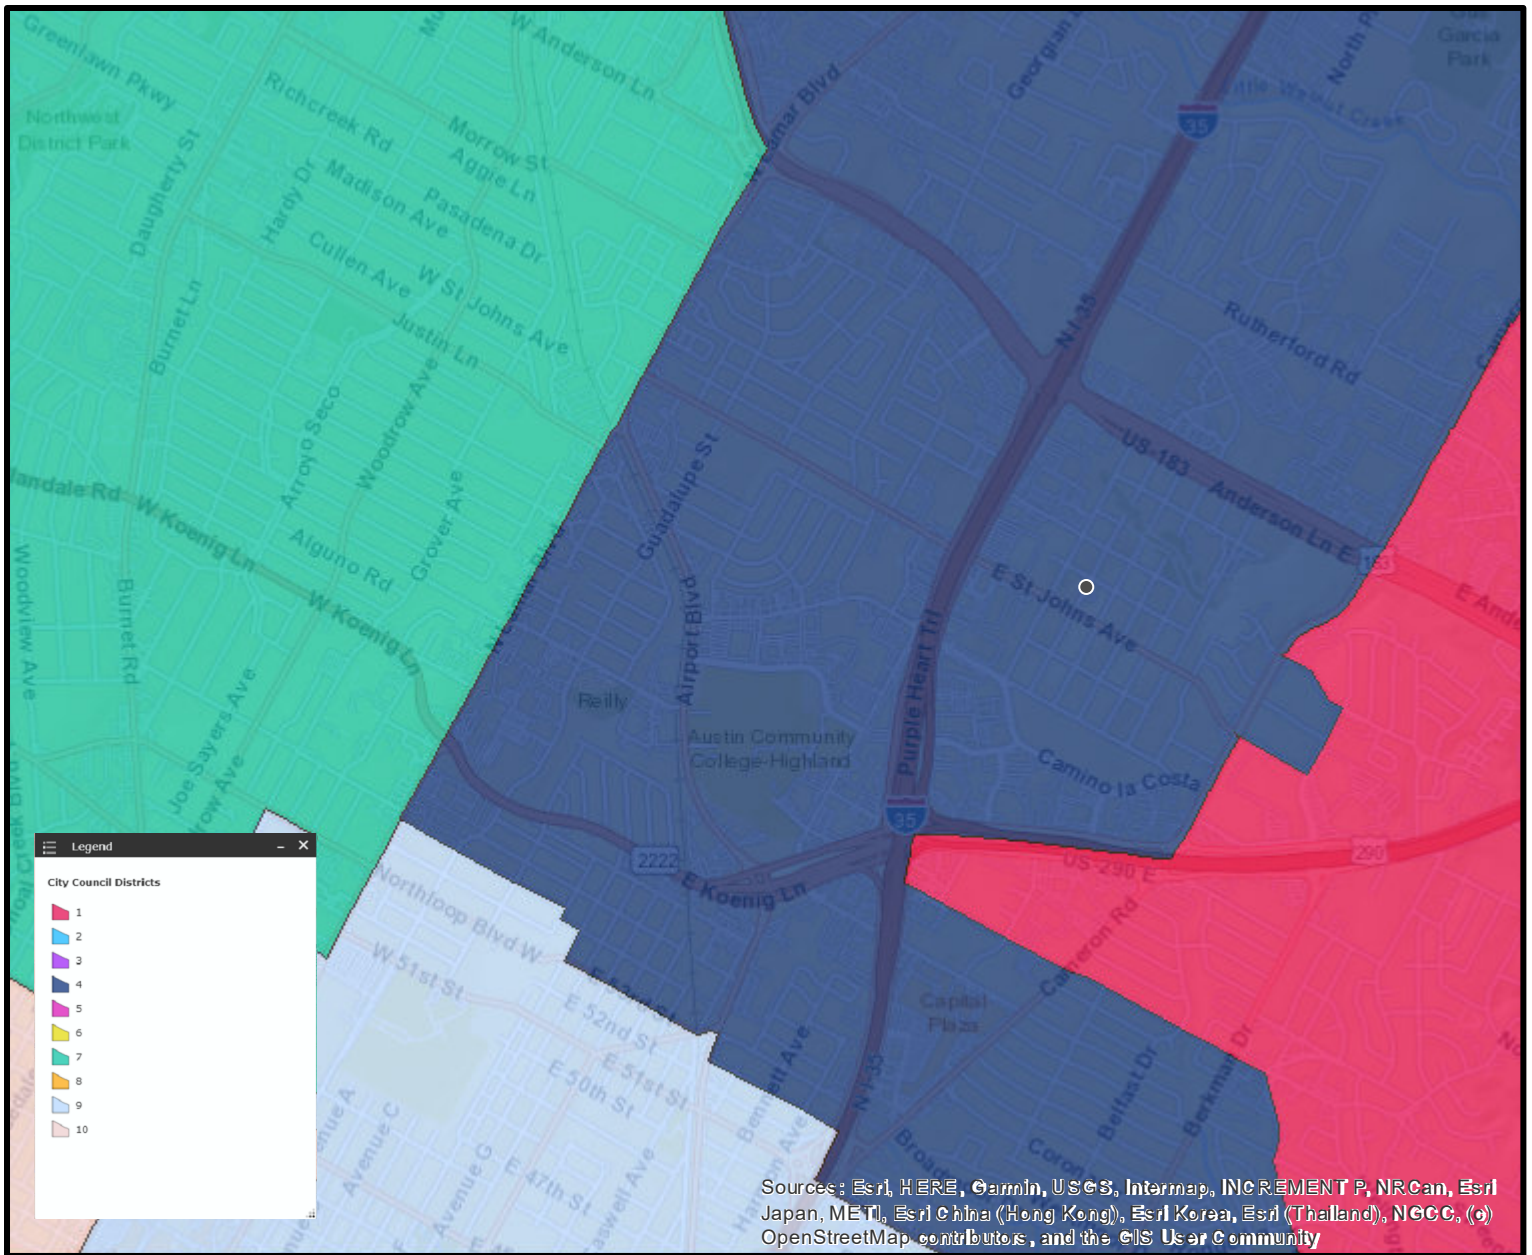 Greenlawn Pkwy
W Anderson Ln
Georgian
North P
Garcia
Park
Northwest
District Park
Richcreek Rd
Morrow St
Aggie Ln
Lamar Blvd
Little Walnut Creek
35
Daugherty St
Hardy Dr
Madison Ave
Pasadena Dr
Cullen Ave
W St Johns Ave
Burnet Ln
Justin Ln
N-I-35
Rutherford Rd
Arroyo Seco
Woodrow Ave
Guadalupe St
US-183
Anderson Ln E
183
E Ande
W Koenig Ln
Grover Ave
Alguno Rd
W Koenig Ln
E St Johns Ave
Woodview Ave
Burnet Rd
Airport Blvd
Purple Heart Trl
Reilly
Austin Community
College-Highland
Joe Sayers Ave
row Ave
Camino la Costa
35
2222
E Koenig Ln
US-290 E
290
Northloop Blvd W
W 51st St
E 53rd St
E 52nd St
E 51st St
E 50th St
Cameron Rd
Capital
Plaza
N-I-35
Belfast Dr
Berkman Dr
Avenue C
Avenue G
E 47th St
Legend
City Council Districts
1
2
3
4
5
6
7
8
9
10
Sources: Esri, HERE, Garmin, USGS, Intermap, INCREMENT P, NRCan, Esri
Japan, METI, Esri China (Hong Kong), Esri Korea, Esri (Thailand), NGCC, (c)
OpenStreetMap contributors, and the GIS User Community